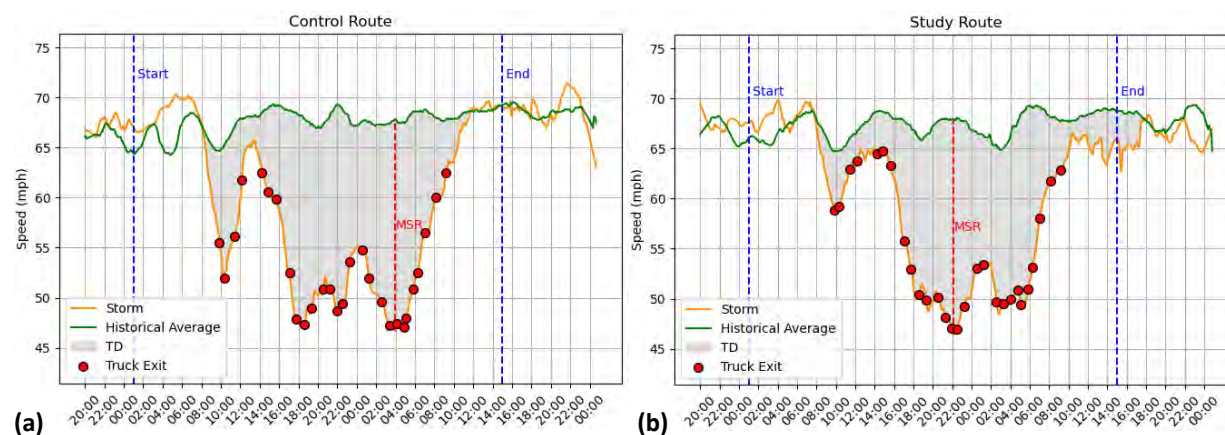 Control Route
75
70
65
60
55
50
45
Speed (mph)
Start
End
MSR
Storm
Historical Average
TD
Truck Exit
20:00 22:00 00:00 02:00 04:00 06:00 08:00 10:00 12:00 14:00 16:00 18:00 20:00 22:00 00:00 02:00 04:00 06:00 08:00 10:00 12:00 14:00 16:00 18:00 20:00 22:00 00:00
(a)
Study Route
75
70
65
60
55
50
45
Speed (mph)
Start
End
MSR
Storm
Historical Average
TD
Truck Exit
20:00 22:00 00:00 02:00 04:00 06:00 08:00 10:00 12:00 14:00 16:00 18:00 20:00 22:00 00:00 02:00 04:00 06:00 08:00 10:00 12:00 14:00 16:00 18:00 20:00 22:00 00:00
(b)